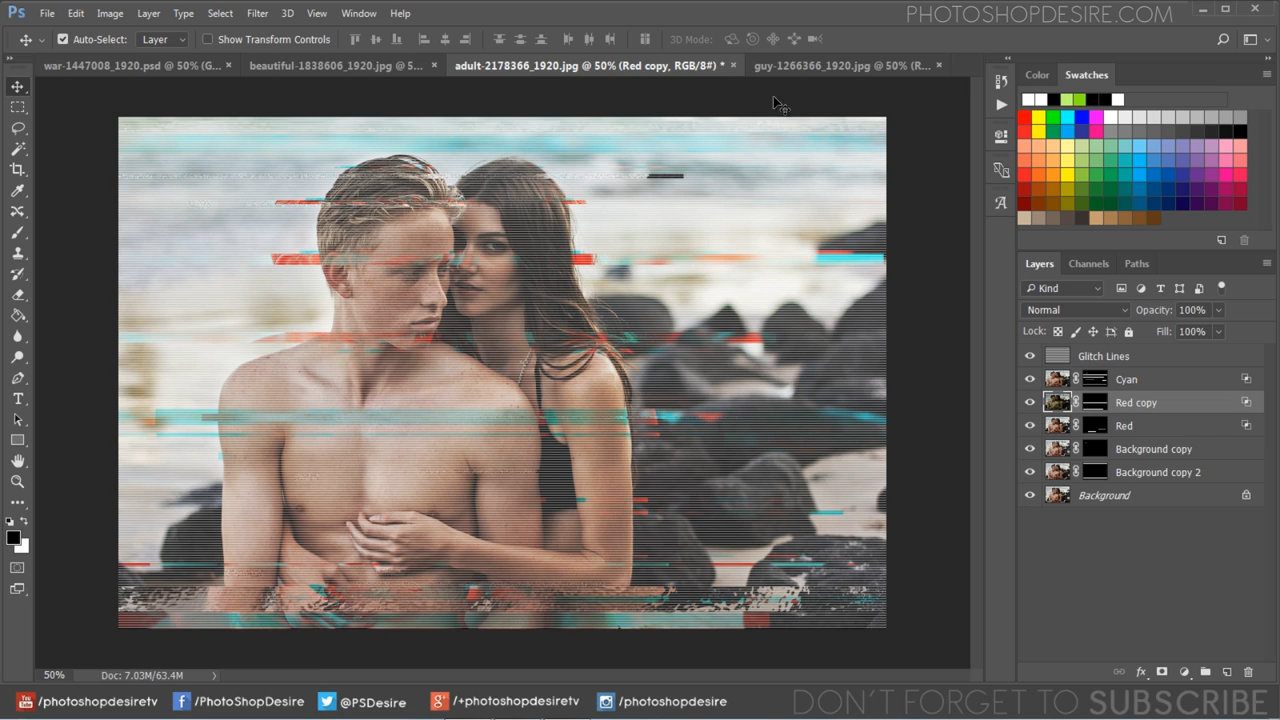 PHOTOSHOPDESIRE.COM
Ps File Edit Image Layer Type Select Filter 3D View Window Help
Auto-Select: Layer Show Transform Controls 3D Mode:
war-1447008_1920.psd @ 50% (G... × beautiful-1838606_1920.jpg @ 5... × adult-2178366_1920.jpg @ 50% (Red copy, RGB/8#) * × guy-1266366_1920.jpg @ 50% (R... ×
Color Swatches
Layers Channels Paths
Kind
Normal Opacity: 100%
Lock: Fill: 100%
Glitch Lines
Cyan
Red copy
Red
Background copy
Background copy 2
Background
50% Doc: 7.03M/63.4M
You Tube /photoshopdesiretv /PhotoShopDesire @PSDesire /+photoshopdesiretv /photoshopdesire DON'T FORGET TO SUBSCRIBE